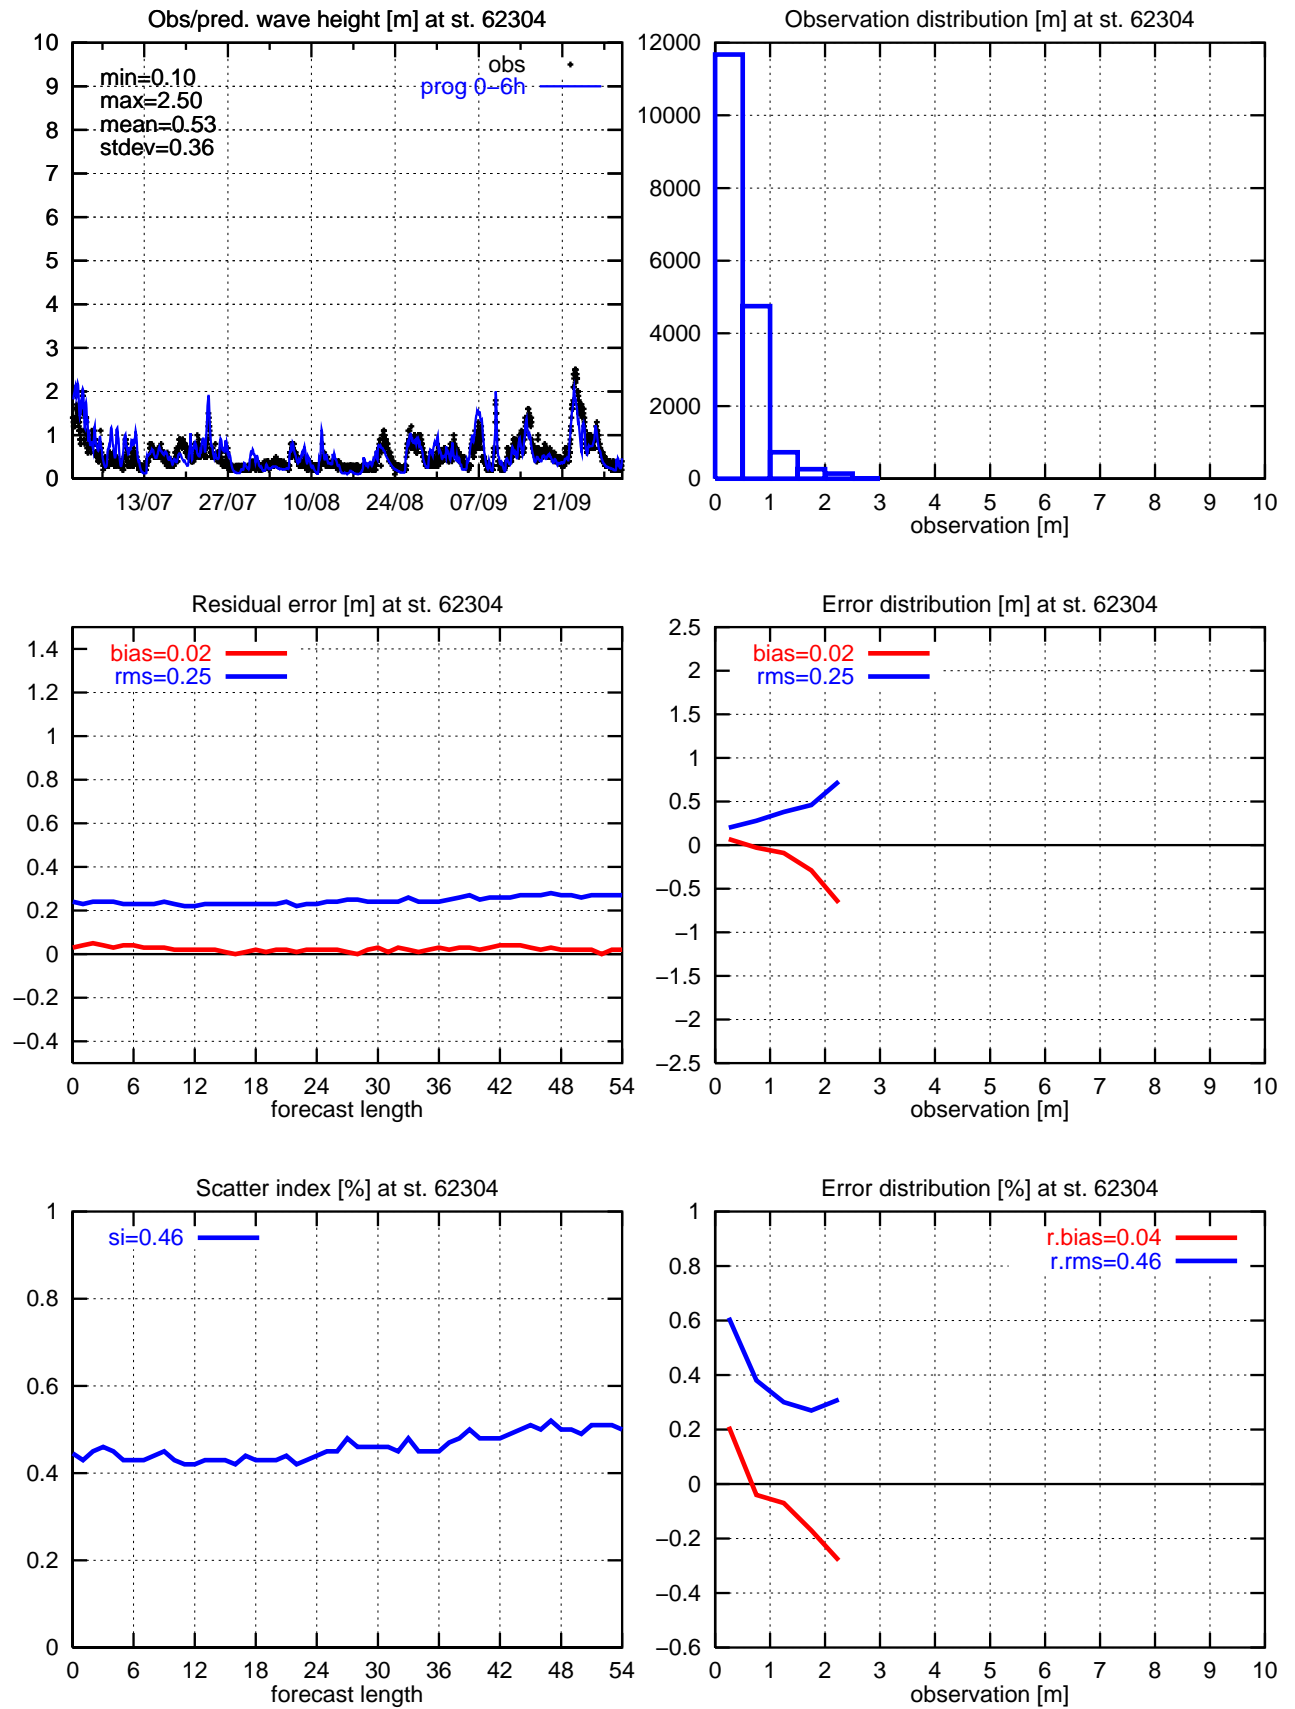 Obs/pred. wave height [m] at st. 62304
10
9
8
7
6
5
4
3
2
1
0
min=0.10
max=2.50
mean=0.53
stdev=0.36
obs
prog 0−6h
13/07 27/07 10/08 24/08 07/09 21/09
Observation distribution [m] at st. 62304
12000
10000
8000
6000
4000
2000
0
0 1 2 3 4 5 6 7 8 9 10
observation [m]
Residual error [m] at st. 62304
1.4
1.2
1
0.8
0.6
0.4
0.2
0
−0.2
−0.4
bias=0.02
rms=0.25
0 6 12 18 24 30 36 42 48 54
forecast length
Error distribution [m] at st. 62304
2.5
2
1.5
1
0.5
0
−0.5
−1
−1.5
−2
−2.5
bias=0.02
rms=0.25
0 1 2 3 4 5 6 7 8 9 10
observation [m]
Scatter index [%] at st. 62304
1
0.8
0.6
0.4
0.2
0
si=0.46
0 6 12 18 24 30 36 42 48 54
forecast length
Error distribution [%] at st. 62304
1
0.8
0.6
0.4
0.2
0
−0.2
−0.4
−0.6
r.bias=0.04
r.rms=0.46
0 1 2 3 4 5 6 7 8 9 10
observation [m]